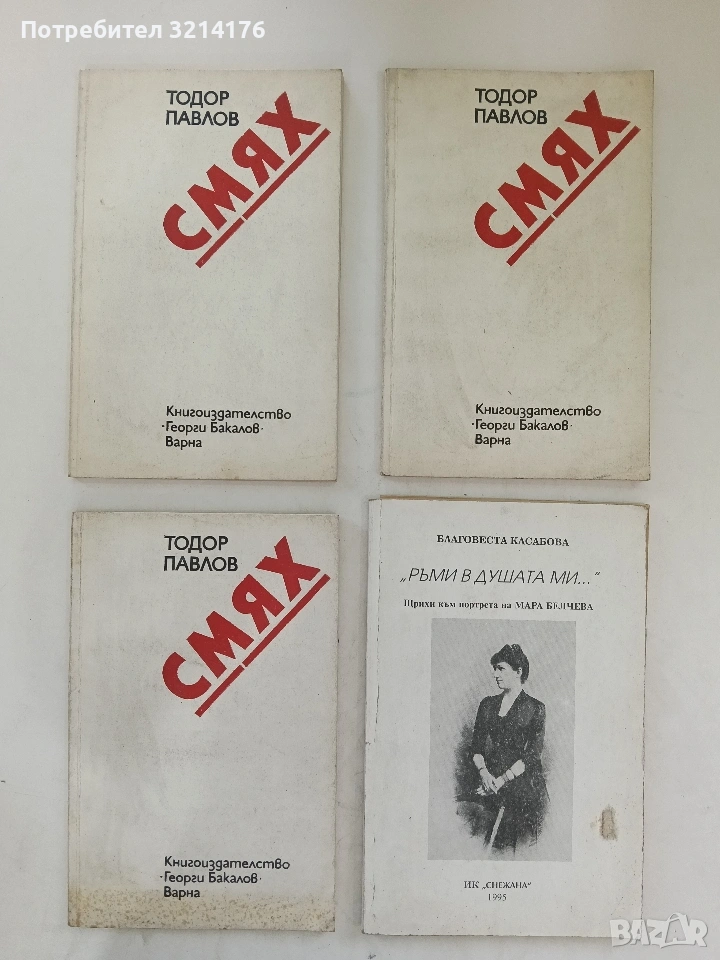 Потребител 3214176
ТОДОР
ПАВЛОВ
СМЯХ
Книгоиздателство
·Георги Бакалов·
Варна
ТОДОР
ПАВЛОВ
СМЯХ
Книгоиздателство
·Георги Бакалов·
Варна
ТОДОР
ПАВЛОВ
СМЯХ
Книгоиздателство
·Георги Бакалов·
Варна
БЛАГОВЕСТА КАСАБОВА
„РЪМИ В ДУШАТА МИ..."
Щрихи към портрета на МАРА БЕЛЧЕВА
ИК „СНЕЖАНА"
1995
BAZAR